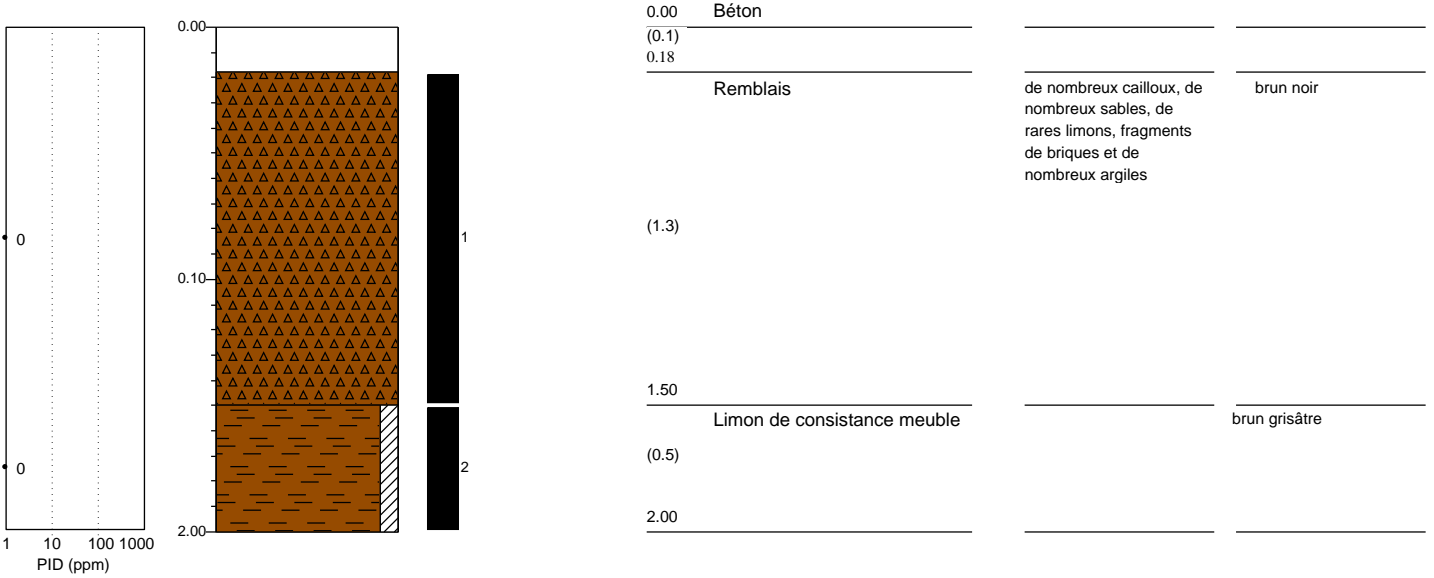 0.00
0.00 Béton
(0.1)
0.18
Remblais
de nombreux cailloux, de
nombreux sables, de
rares limons, fragments
de briques et de
nombreux argiles
brun noir
(1.3)
0
1
0.10
1.50
Limon de consistance meuble
brun grisâtre
(0.5)
0
2
2.00
2.00
1 10 100 1000
PID (ppm)